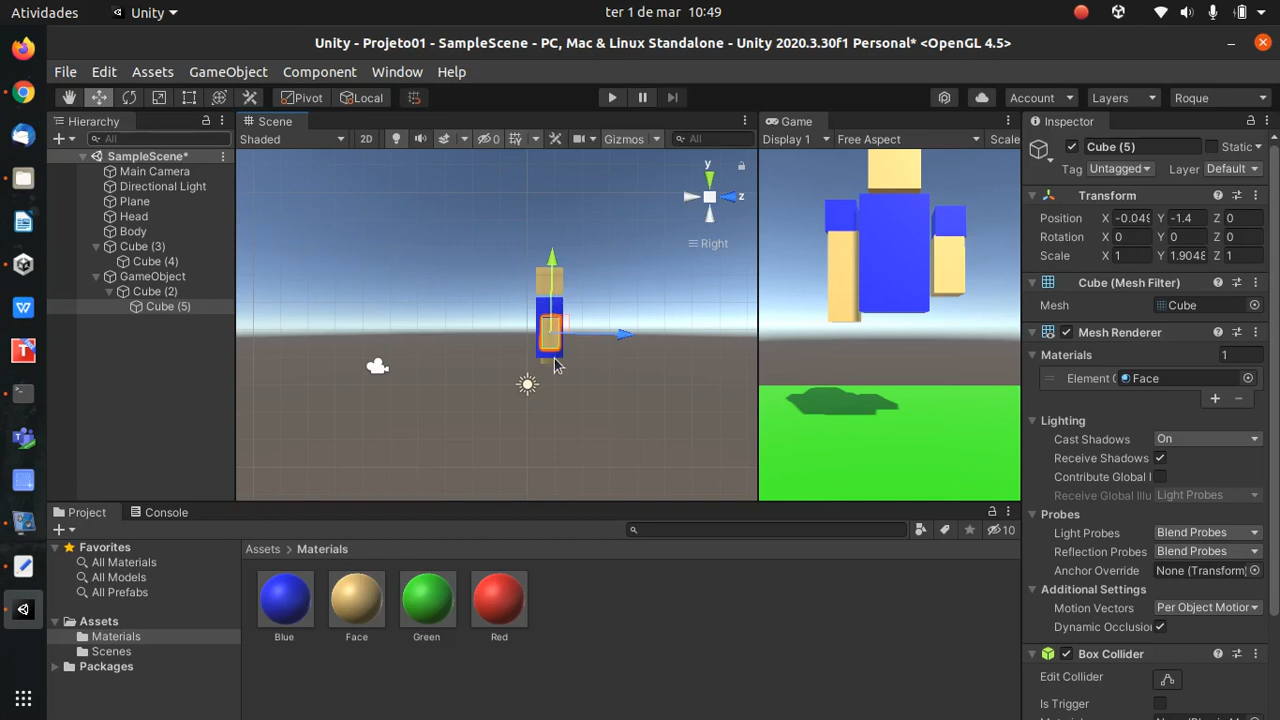 Atividades
Unity
ter 1 de mar 10:49
Unity - Projeto01 - SampleScene - PC, Mac & Linux Standalone - Unity 2020.3.30f1 Personal* <OpenGL 4.5>
File Edit Assets GameObject Component Window Help
Pivot Local Account Layers Roque
Hierarchy
All
SampleScene*
Main Camera
Directional Light
Plane
Head
Body
Cube (3)
Cube (4)
GameObject
Cube (2)
Cube (5)
Scene
Shaded 2D 0 Gizmos All
y
z
Right
Game
Display 1 Free Aspect Scale
Inspector
Cube (5) Static
Tag Untagged Layer Default
Transform
Position X -0.049 Y -1.4 Z 0
Rotation X 0 Y 0 Z 0
Scale X 1 Y 1.9048 Z 1
Cube (Mesh Filter)
Mesh Cube
Mesh Renderer
Materials 1
Element 0 Face
Lighting
Cast Shadows On
Receive Shadows
Contribute Global I
Receive Global Illu Light Probes
Probes
Light Probes Blend Probes
Reflection Probes Blend Probes
Anchor Override None (Transform)
Additional Settings
Motion Vectors Per Object Motion
Dynamic Occlusion
Box Collider
Edit Collider
Is Trigger
Project Console
10
Favorites
All Materials
All Models
All Prefabs
Assets
Materials
Scenes
Packages
Assets Materials
Blue Face Green Red